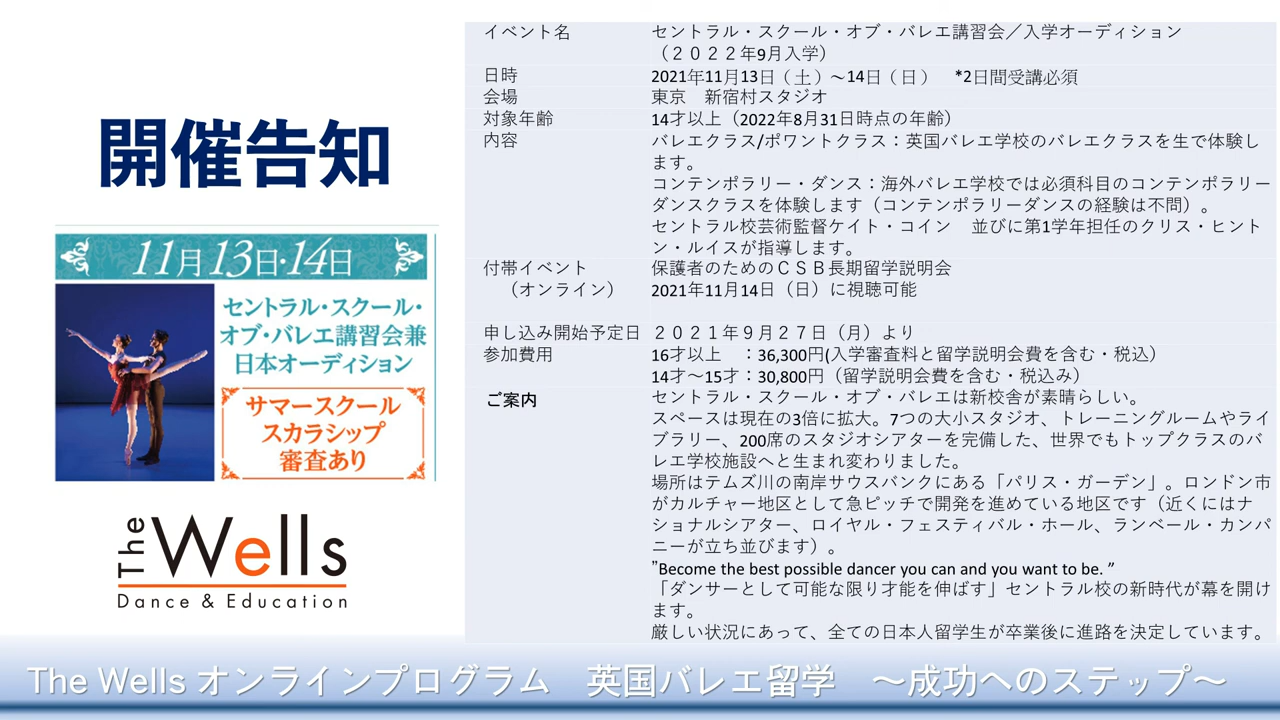 開催告知
11月13日・14日
セントラル・スクール・
オブ・バレエ講習会兼
日本オーディション
サマースクール
スカラシップ
審査あり
The Wells
Dance & Education
イベント名 セントラル・スクール・オブ・バレエ講習会／入学オーディション
（２０２２年9月入学）
日時 2021年11月13日（土）～14日（日） *2日間受講必須
会場 東京 新宿村スタジオ
対象年齢 14才以上（2022年8月31日時点の年齢）
内容 バレエクラス/ポワントクラス：英国バレエ学校のバレエクラスを生で体験し
ます。
コンテンポラリー・ダンス：海外バレエ学校では必須科目のコンテンポラリー
ダンスクラスを体験します（コンテンポラリーダンスの経験は不問）。
セントラル校芸術監督ケイト・コイン 並びに第1学年担任のクリス・ヒント
ン・ルイスが指導します。
付帯イベント 保護者のためのＣＳＢ長期留学説明会
（オンライン） 2021年11月14日（日）に視聴可能
申し込み開始予定日 ２０２１年９月２７日（月）より
参加費用 16才以上 ：36,300円(入学審査料と留学説明会費を含む・税込）
14才～15才：30,800円（留学説明会費を含む・税込み）
ご案内 セントラル・スクール・オブ・バレエは新校舎が素晴らしい。
スペースは現在の3倍に拡大。7つの大小スタジオ、トレーニングルームやライ
ブラリー、200席のスタジオシアターを完備した、世界でもトップクラスのバ
レエ学校施設へと生まれ変わりました。
場所はテムズ川の南岸サウスバンクにある「パリス・ガーデン」。ロンドン市
がカルチャー地区として急ピッチで開発を進めている地区です（近くにはナ
ショナルシアター、ロイヤル・フェスティバル・ホール、ランベール・カンパ
ニーが立ち並びます）。
”Become the best possible dancer you can and you want to be. ”
「ダンサーとして可能な限り才能を伸ばす」セントラル校の新時代が幕を開け
ます。
厳しい状況にあって、全ての日本人留学生が卒業後に進路を決定しています。
The Wells オンラインプログラム 英国バレエ留学 ～成功へのステップ～